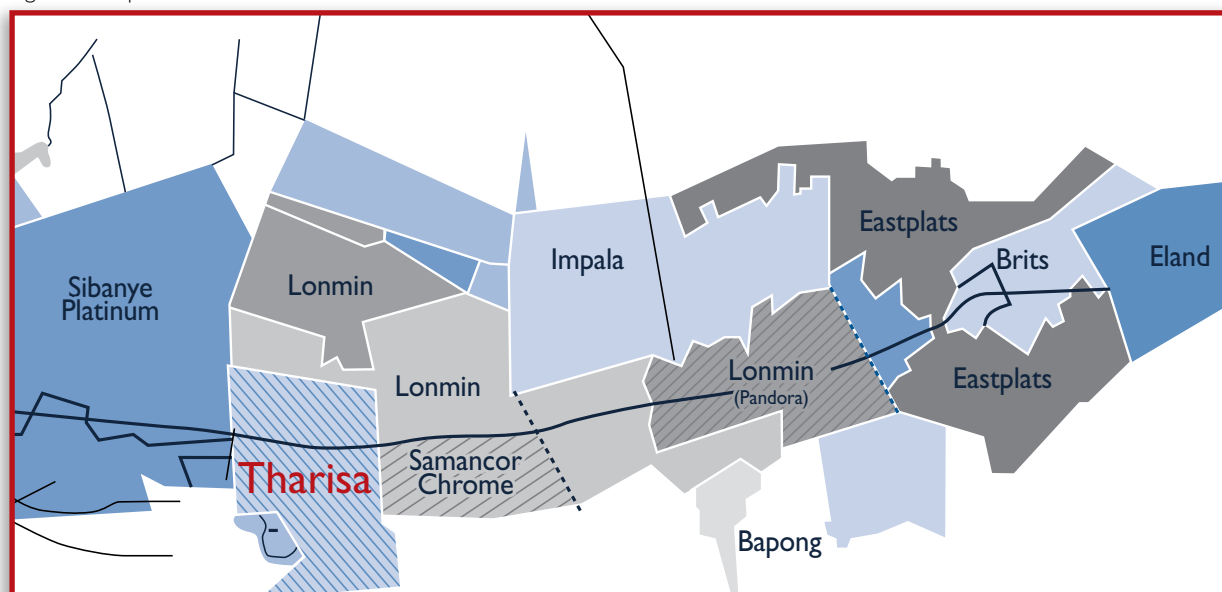 Impala
Eastplats
Brits
Eland
Sibanye
Platinum
Lonmin
Lonmin
Lonmin
(Pandora)
Eastplats
Samancor
Chrome
Tharisa
Bapong